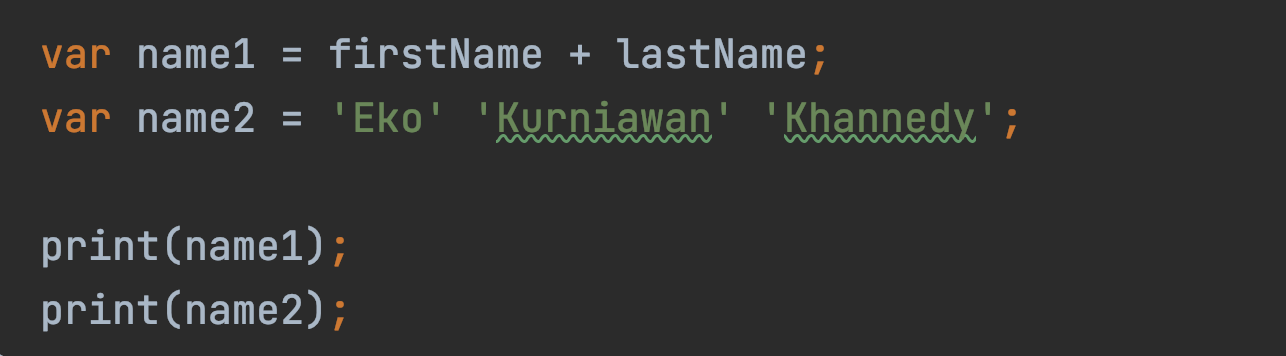 var name1 = firstName + lastName;
var name2 = 'Eko' 'Kurniawan' 'Khannedy';
print(name1);
print(name2);